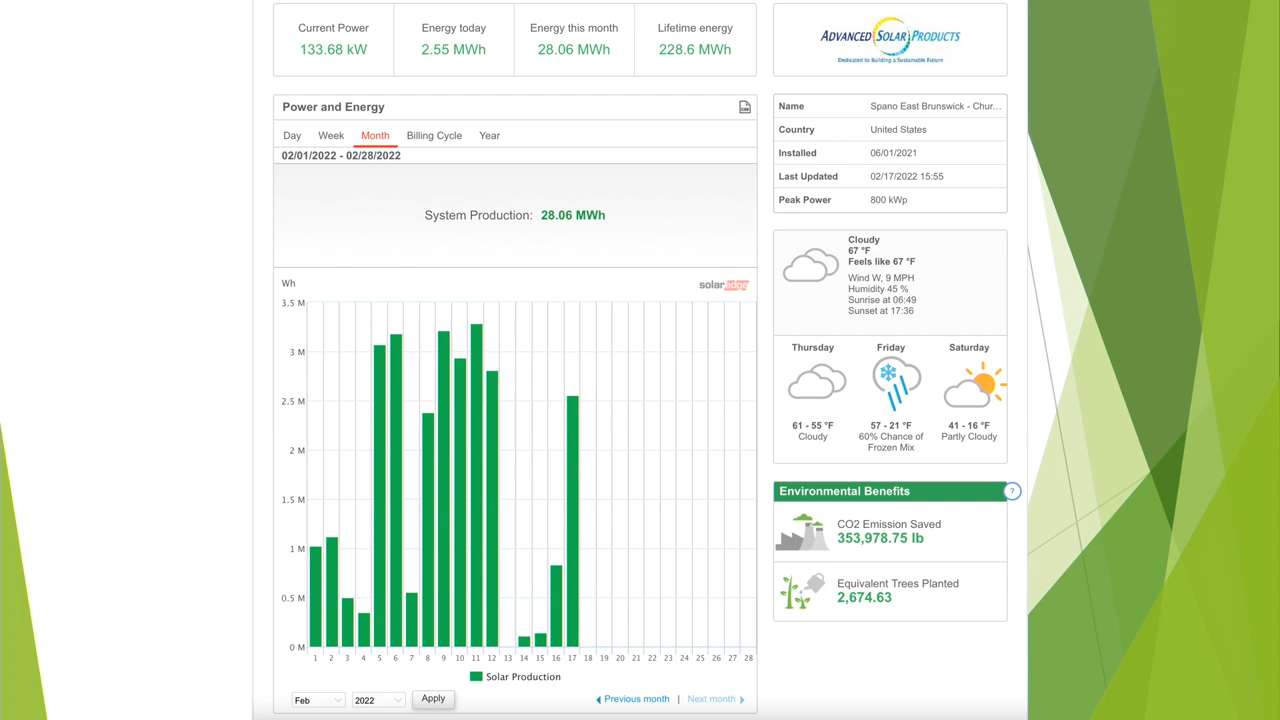 Current Power
133.68 kW
Energy today
2.55 MWh
Energy this month
28.06 MWh
Lifetime energy
228.6 MWh
ADVANCED SOLAR PRODUCTS
Dedicated to Building a Sustainable Future
Power and Energy
CSV
Day Week Month Billing Cycle Year
02/01/2022 - 02/28/2022
System Production: 28.06 MWh
Wh
solaredge
3.5 M
3 M
2.5 M
2 M
1.5 M
1 M
0.5 M
0 M
1 2 3 4 5 6 7 8 9 10 11 12 13 14 15 16 17 18 19 20 21 22 23 24 25 26 27 28
Solar Production
Feb 2022 Apply
Previous month | Next month
Name Spano East Brunswick - Chur...
Country United States
Installed 06/01/2021
Last Updated 02/17/2022 15:55
Peak Power 800 kWp
Cloudy
67 °F
Feels like 67 °F
Wind W, 9 MPH
Humidity 45 %
Sunrise at 06:49
Sunset at 17:36
Thursday
61 - 55 °F
Cloudy
Friday
57 - 21 °F
60% Chance of
Frozen Mix
Saturday
41 - 16 °F
Partly Cloudy
Environmental Benefits
?
CO2 Emission Saved
353,978.75 lb
Equivalent Trees Planted
2,674.63